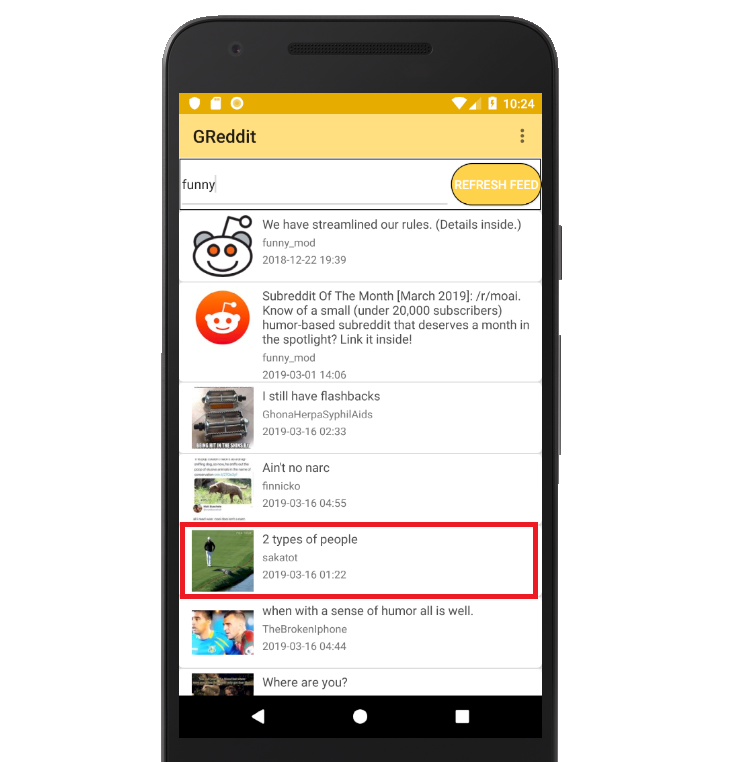 10:24
GReddit
funny
REFRESH FEED
We have streamlined our rules. (Details inside.)
funny_mod
2018-12-22 19:39
Subreddit Of The Month [March 2019]: /r/moai.
Know of a small (under 20,000 subscribers)
humor-based subreddit that deserves a month in
the spotlight? Link it inside!
funny_mod
2019-03-01 14:06
I still have flashbacks
GhonaHerpaSyphilAids
2019-03-16 02:33
BEING HIT IN THE SHINS BY
Ain't no narc
finnicko
2019-03-16 04:55
2 types of people
sakatot
2019-03-16 01:22
when with a sense of humor all is well.
TheBrokenIphone
2019-03-16 04:44
Where are you?